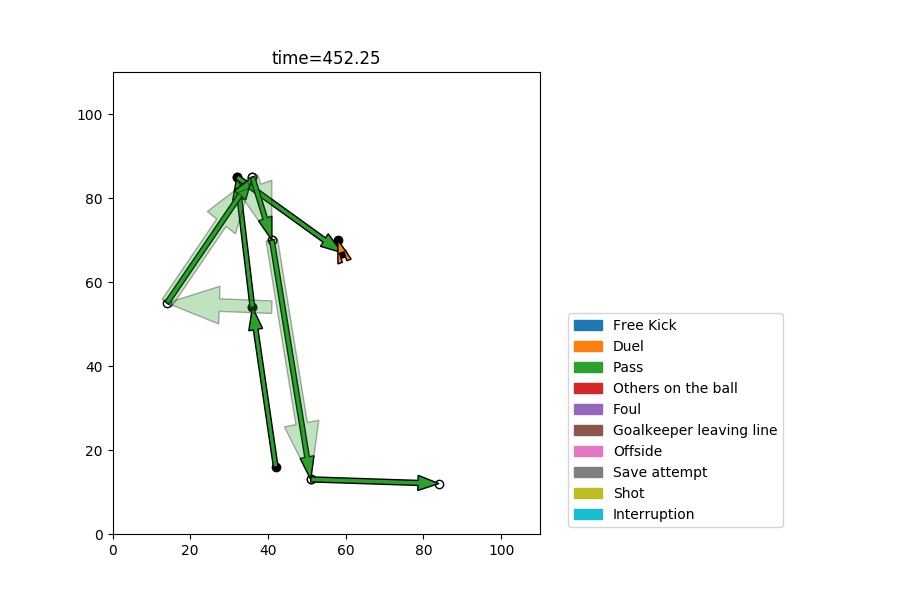 time=452.25
100
80
60
40
20
0
0 20 40 60 80 100
Free Kick
Duel
Pass
Others on the ball
Foul
Goalkeeper leaving line
Offside
Save attempt
Shot
Interruption